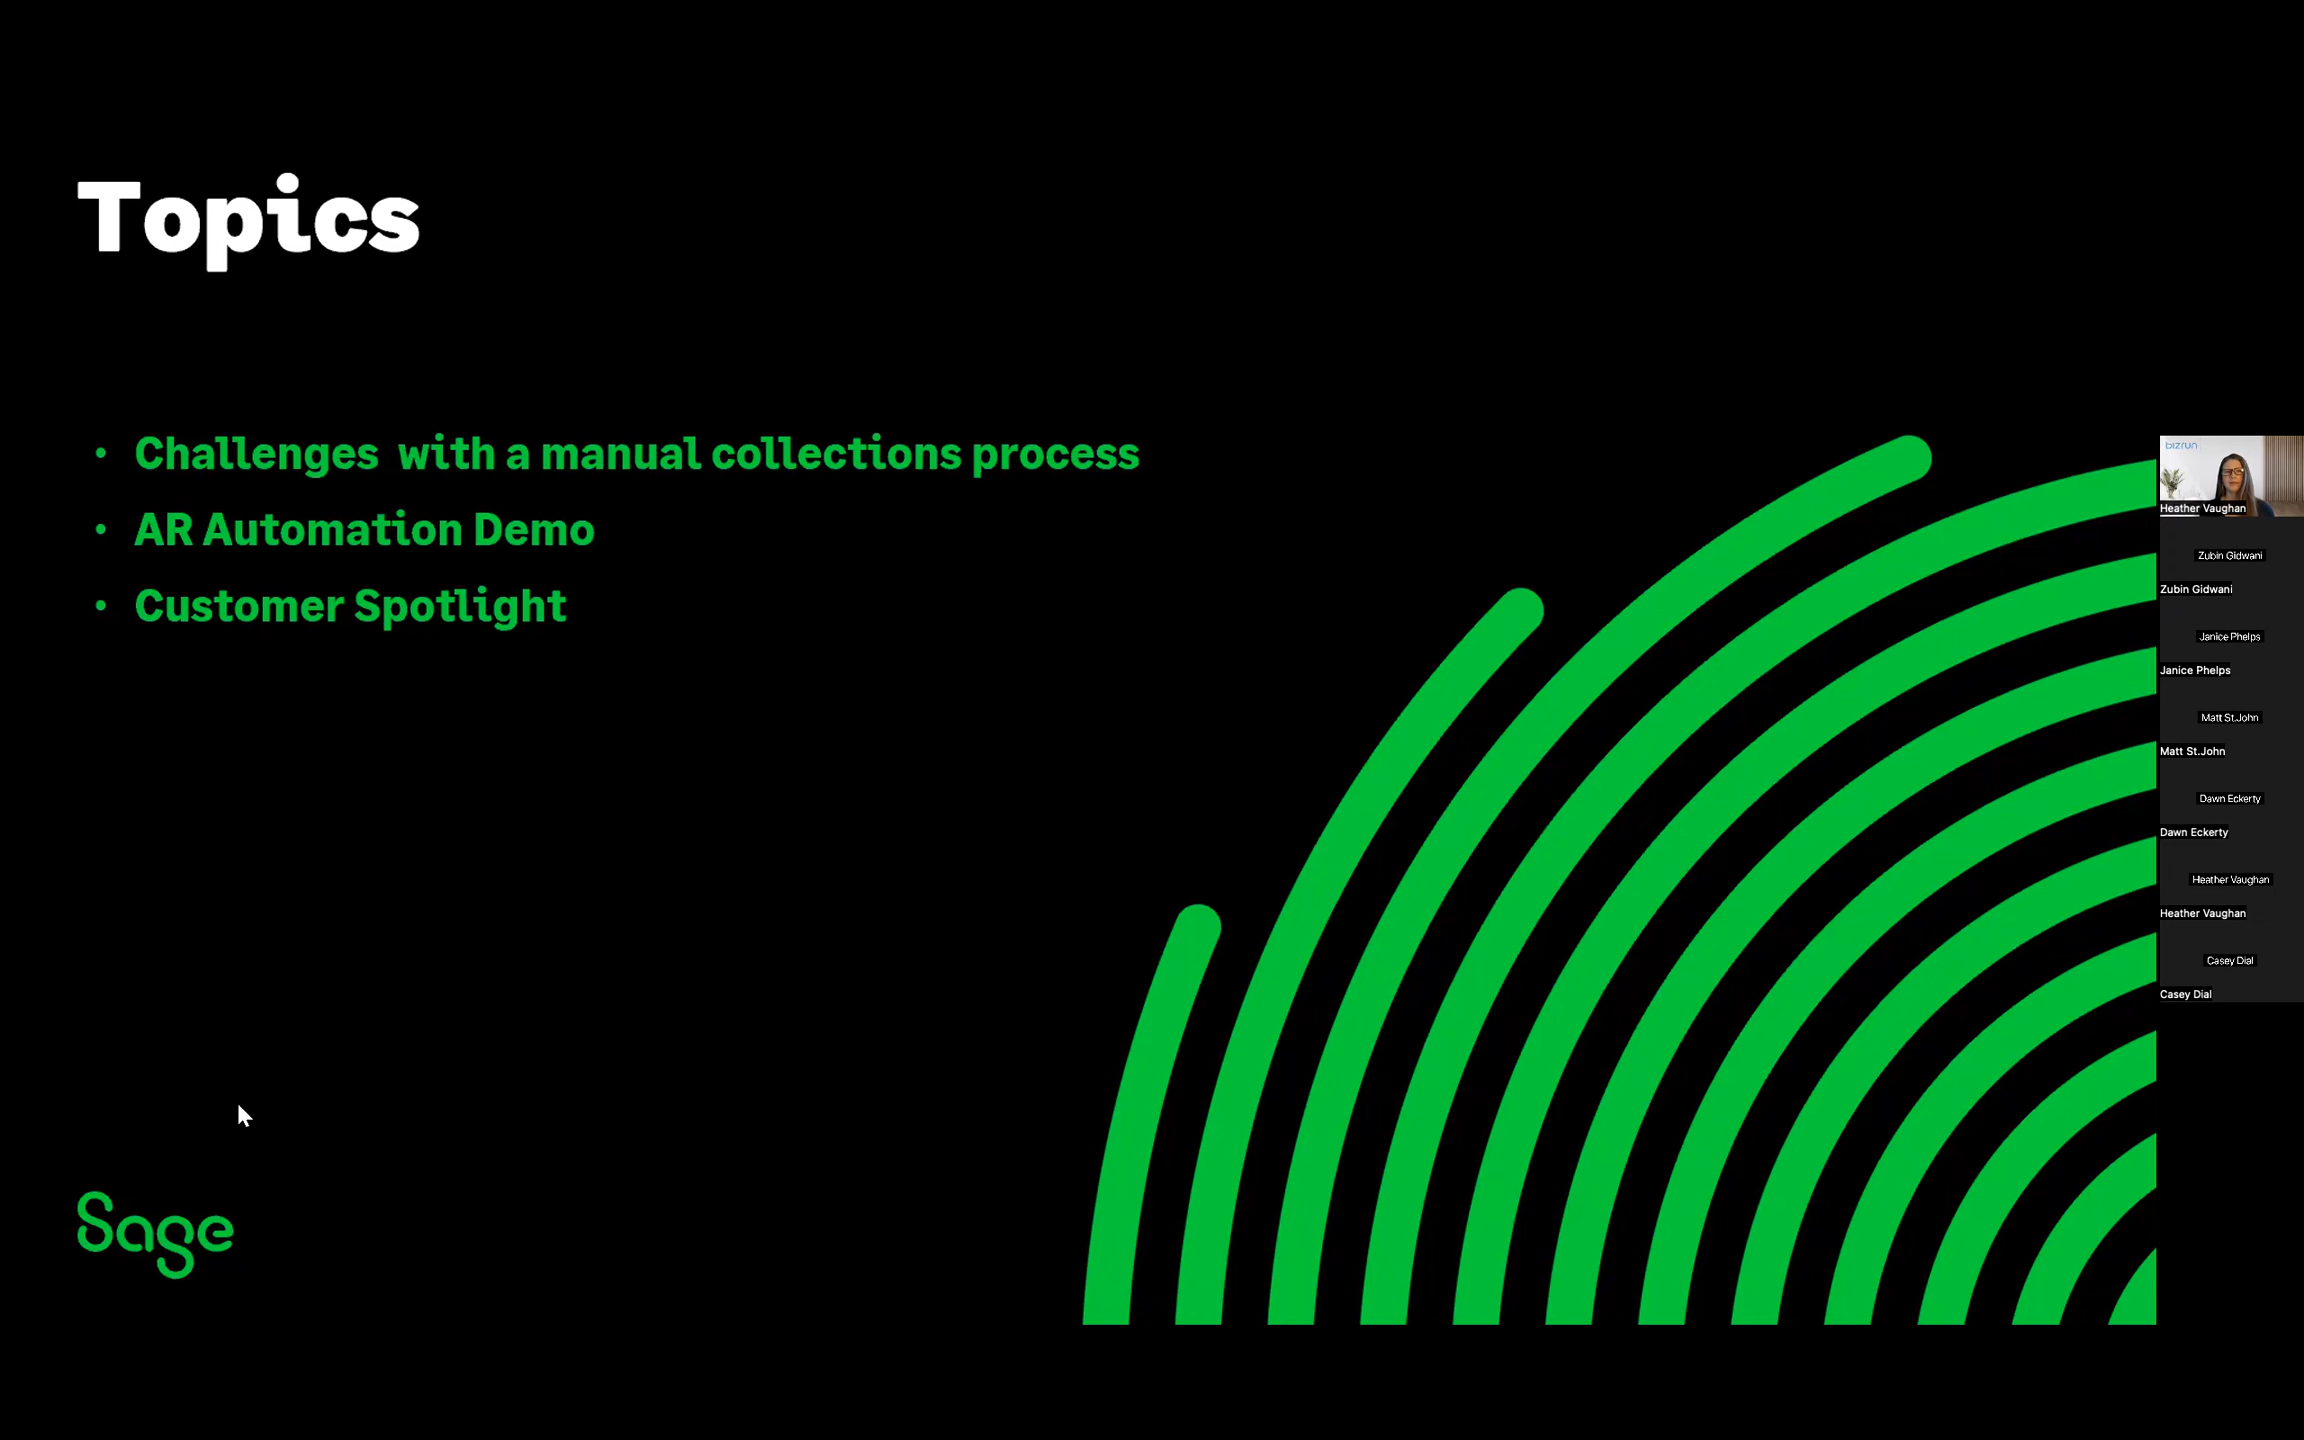 Topics
• Challenges  with a manual collections process
• AR Automation Demo
• Customer Spotlight
Sage
bizrun
Heather Vaughan
Zubin Gidwani
Zubin Gidwani
Janice Phelps
Janice Phelps
Matt St.John
Matt St.John
Dawn Eckerty
Dawn Eckerty
Heather Vaughan
Heather Vaughan
Casey Dial
Casey Dial